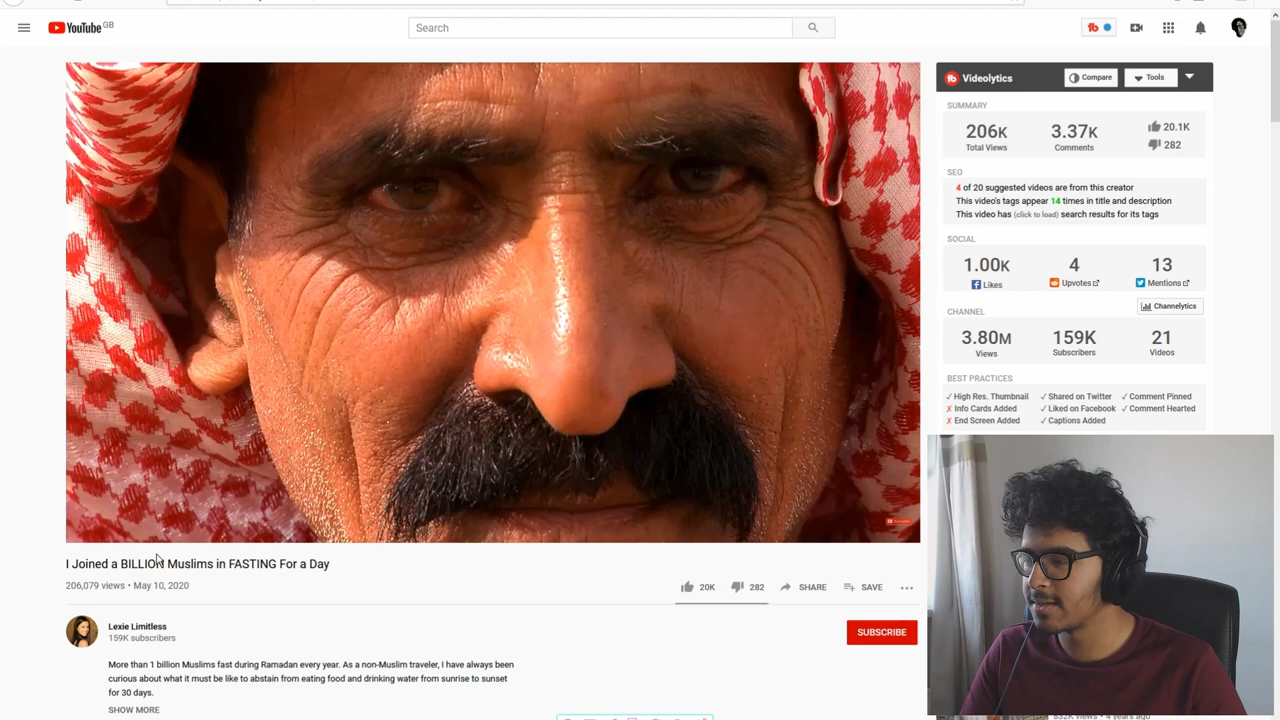 YouTube GB
Search
I Joined a BILLION Muslims in FASTING For a Day
206,079 views • May 10, 2020
20K
282
SHARE
SAVE
Lexie Limitless
159K subscribers
SUBSCRIBE
More than 1 billion Muslims fast during Ramadan every year. As a non-Muslim traveler, I have always been
curious about what it must be like to abstain from eating food and drinking water from sunrise to sunset
for 30 days.
SHOW MORE
tb
Videolytics
Compare
Tools
SUMMARY
206K
Total Views
3.37K
Comments
20.1K
282
SEO
4 of 20 suggested videos are from this creator
This video's tags appear 14 times in title and description
This video has (click to load) search results for its tags
SOCIAL
1.00K
Likes
4
Upvotes
13
Mentions
CHANNEL
Channelytics
3.80M
Views
159K
Subscribers
21
Videos
BEST PRACTICES
✓ High Res. Thumbnail ✓ Shared on Twitter ✓ Comment Pinned
✗ Info Cards Added ✓ Liked on Facebook ✓ Comment Hearted
✗ End Screen Added ✓ Captions Added
832K views • 4 years ago